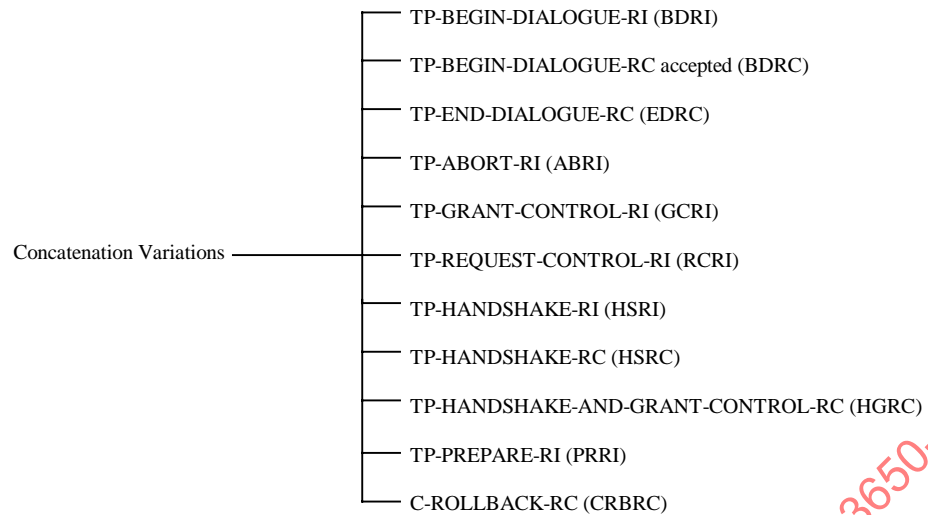 TP-BEGIN-DIALOGUE-RI (BDRI)
TP-BEGIN-DIALOGUE-RC accepted (BDRC)
TP-END-DIALOGUE-RC (EDRC)
TP-ABORT-RI (ABRI)
TP-GRANT-CONTROL-RI (GCRI)
Concatenation Variations
TP-REQUEST-CONTROL-RI (RCRI)
TP-HANDSHAKE-RI (HSRI)
TP-HANDSHAKE-RC (HSRC)
TP-HANDSHAKE-AND-GRANT-CONTROL-RC (HGRC)
TP-PREPARE-RI (PRRI)
C-ROLLBACK-RC (CRBRC)
3650-